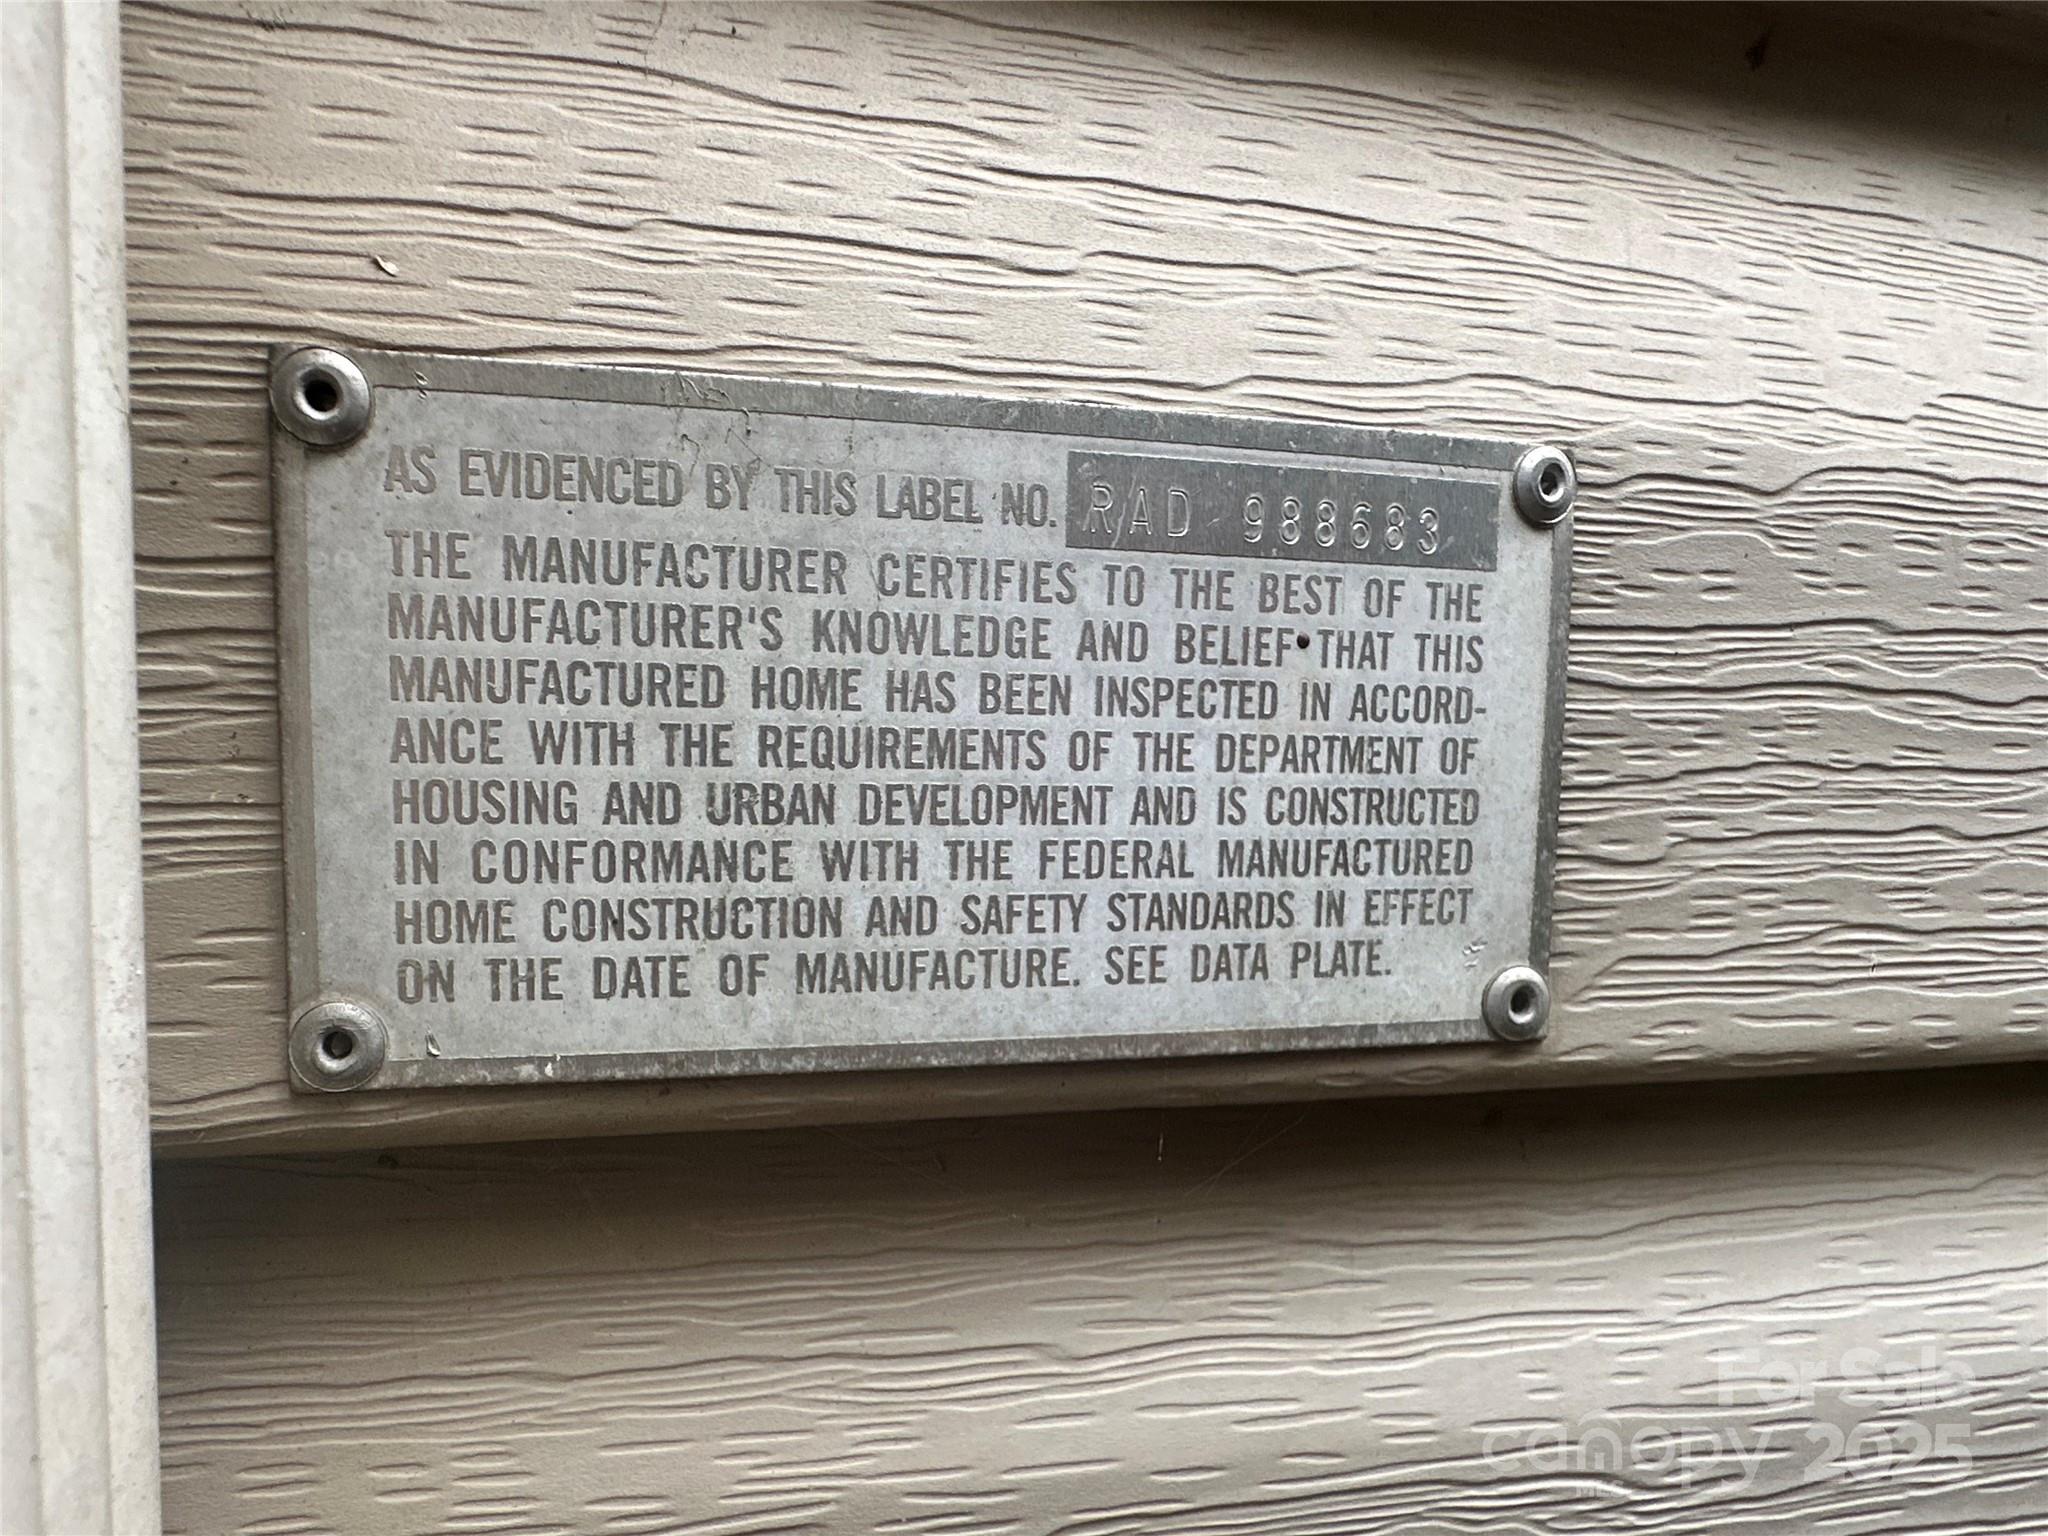 AS EVIDENCED BY THIS LABEL NO. RAD 988683
THE MANUFACTURER CERTIFIES TO THE BEST OF THE
MANUFACTURER'S KNOWLEDGE AND BELIEF THAT THIS
MANUFACTURED HOME HAS BEEN INSPECTED IN ACCORD-
ANCE WITH THE REQUIREMENTS OF THE DEPARTMENT OF
HOUSING AND URBAN DEVELOPMENT AND IS CONSTRUCTED
IN CONFORMANCE WITH THE FEDERAL MANUFACTURED
HOME CONSTRUCTION AND SAFETY STANDARDS IN EFFECT
ON THE DATE OF MANUFACTURE. SEE DATA PLATE.
For Sale
canopy 2025
MLS